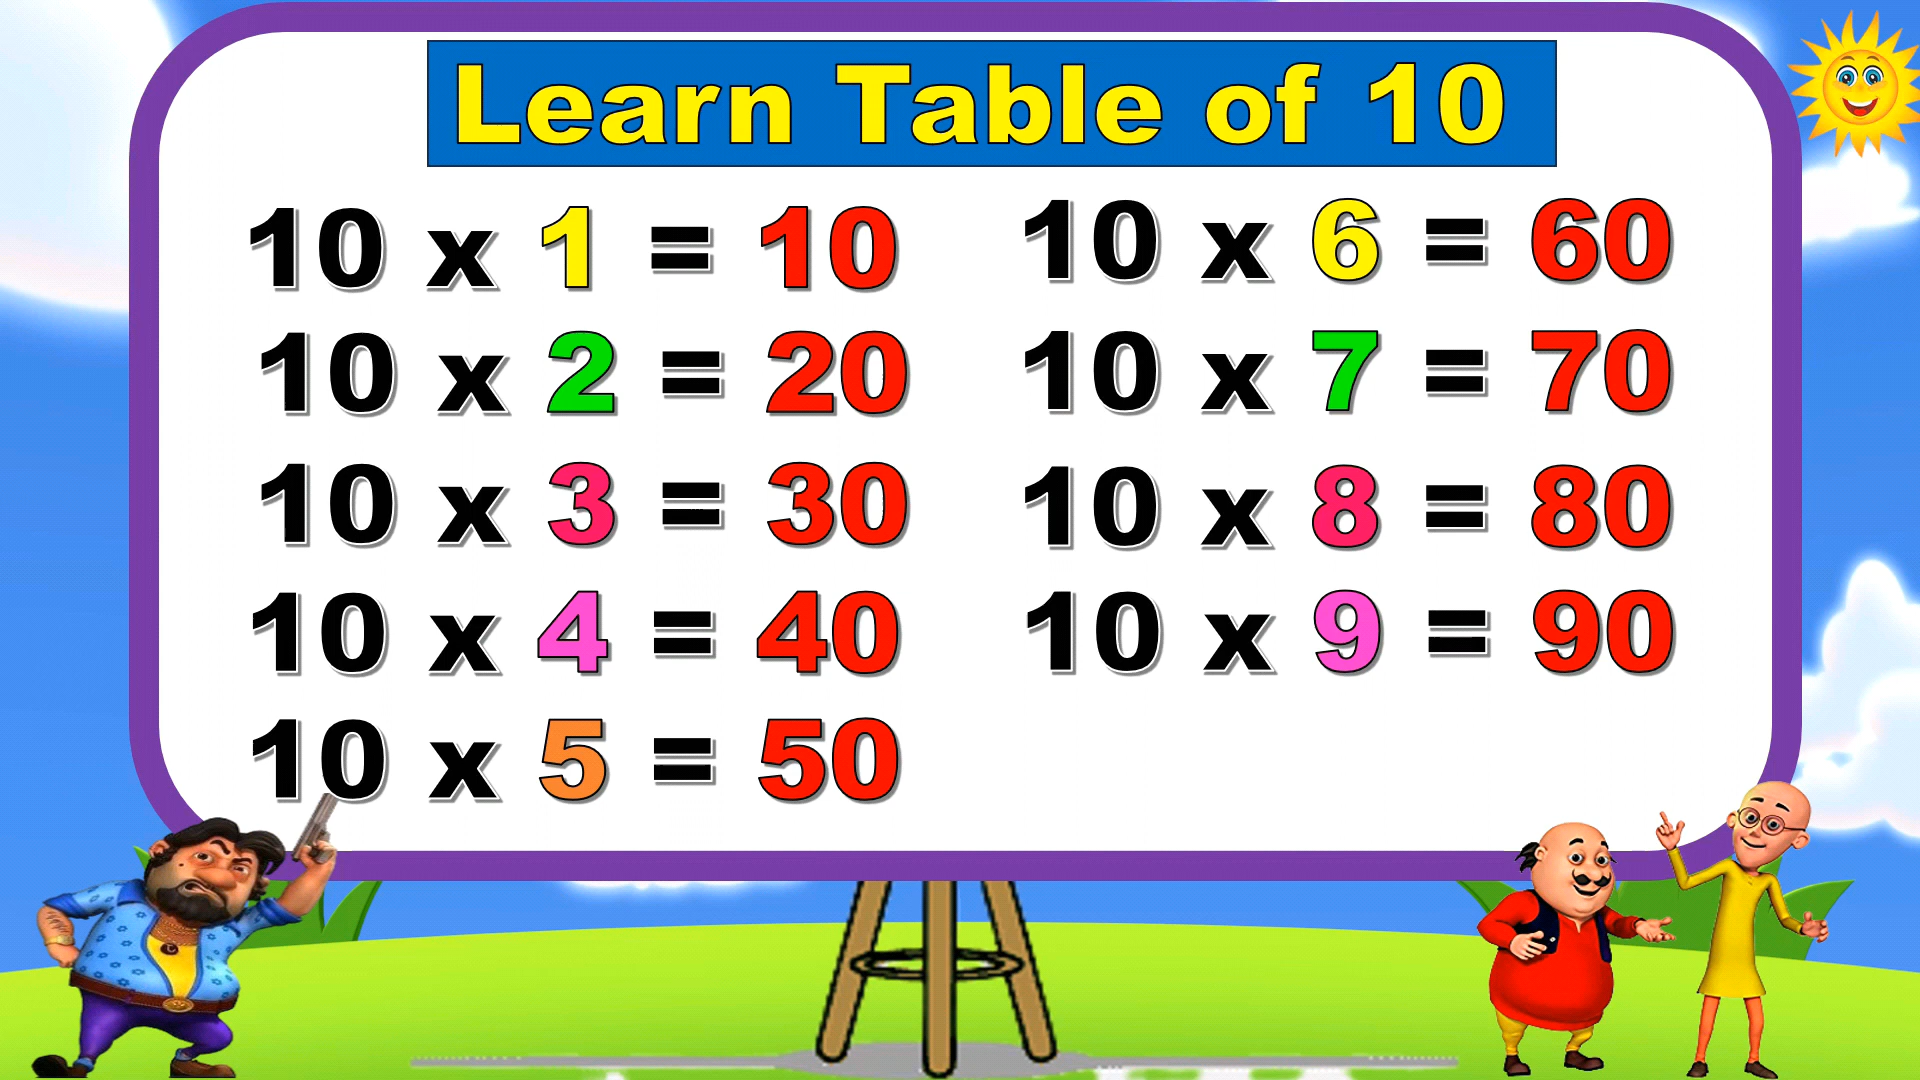 Learn Table of 10
10 x 1 = 10
10 x 2 = 20
10 x 3 = 30
10 x 4 = 40
10 x 5 = 50
10 x 6 = 60
10 x 7 = 70
10 x 8 = 80
10 x 9 = 90